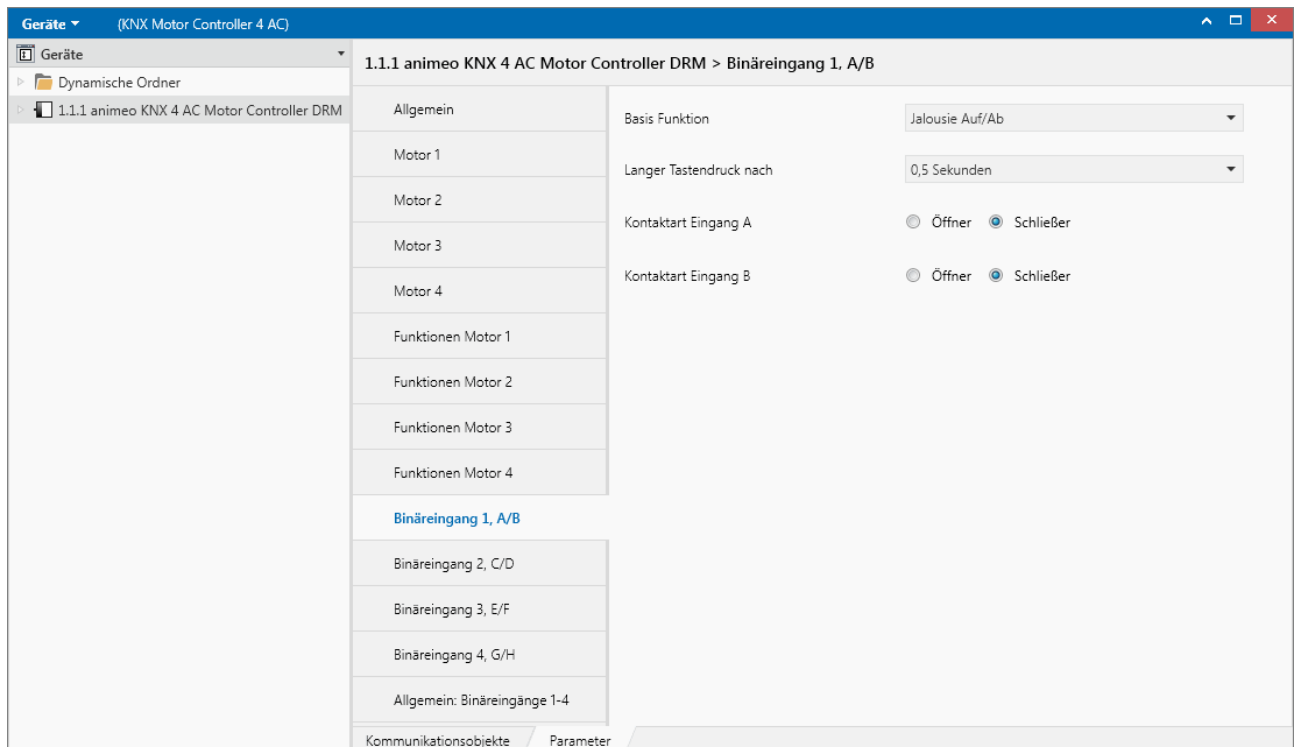 Geräte (KNX Motor Controller 4 AC)
Geräte
Dynamische Ordner
1.1.1 animeo KNX 4 AC Motor Controller DRM
1.1.1 animeo KNX 4 AC Motor Controller DRM > Binäreingang 1, A/B
Allgemein
Motor 1
Motor 2
Motor 3
Motor 4
Funktionen Motor 1
Funktionen Motor 2
Funktionen Motor 3
Funktionen Motor 4
Binäreingang 1, A/B
Binäreingang 2, C/D
Binäreingang 3, E/F
Binäreingang 4, G/H
Allgemein: Binäreingänge 1-4
Basis Funktion Jalousie Auf/Ab
Langer Tastendruck nach 0,5 Sekunden
Kontaktart Eingang A Öffner Schließer
Kontaktart Eingang B Öffner Schließer
Kommunikationsobjekte Parameter